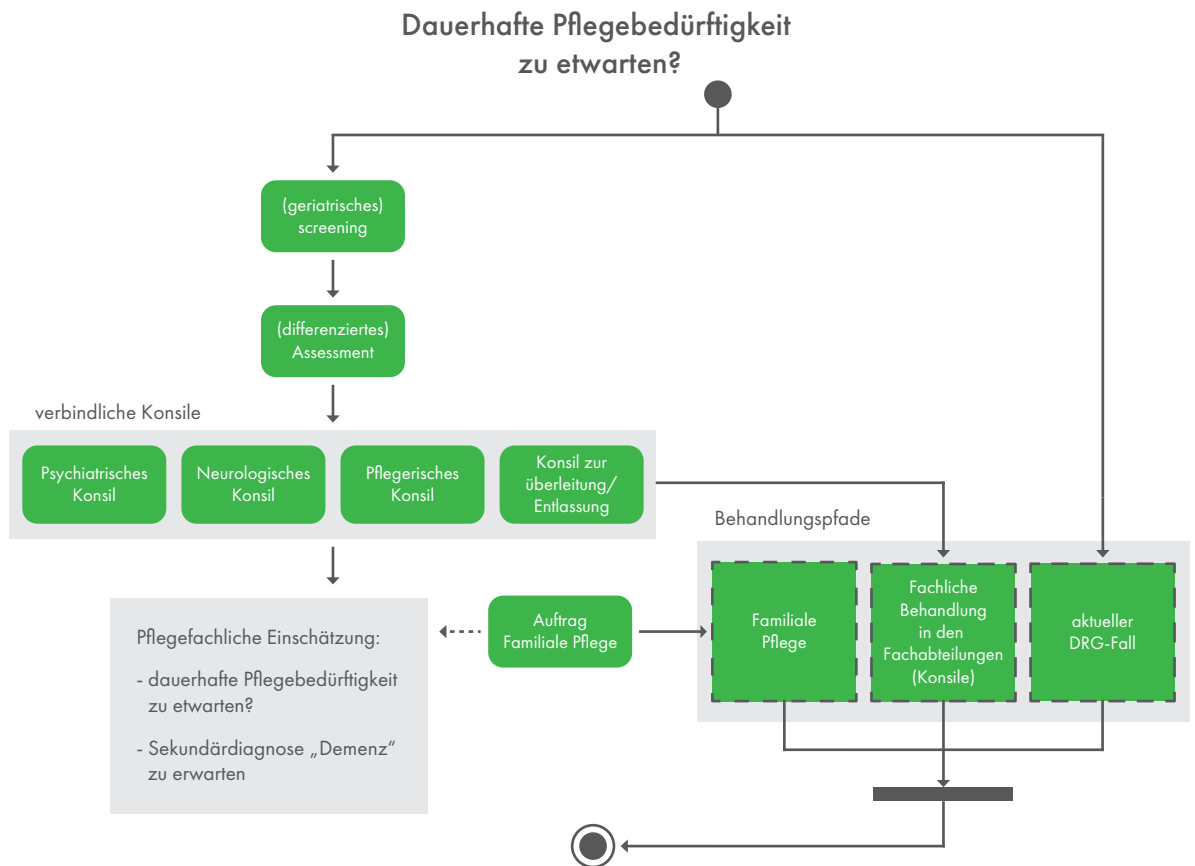 Dauerhafte Pflegebedürftigkeit
zu etwarten?
(geriatrisches)
screening
(differenziertes)
Assessment
verbindliche Konsile
Psychiatrisches
Konsil
Neurologisches
Konsil
Pflegerisches
Konsil
Konsil zur
überleitung/
Entlassung
Behandlungspfade
Familiale
Pflege
Fachliche
Behandlung
in den
Fachabteilungen
(Konsile)
aktueller
DRG-Fall
Auftrag
Familiale Pflege
Pflegefachliche Einschätzung:
- dauerhafte Pflegebedürftigkeit
zu etwarten?
- Sekundärdiagnose „Demenz“
zu erwarten